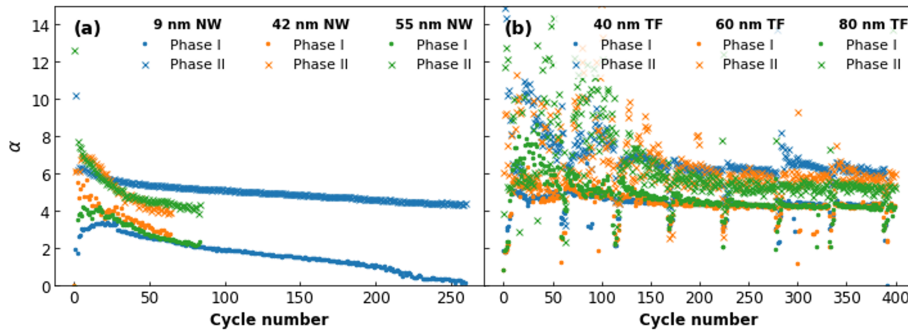 (a)
9 nm NW 42 nm NW 55 nm NW
Phase I Phase I Phase I
Phase II Phase II Phase II
(b)
40 nm TF 60 nm TF 80 nm TF
Phase I Phase I Phase I
Phase II Phase II Phase II
14
12
10
8
6
4
2
0
α
0 50 100 150 200 250
0 50 100 150 200 250 300 350 400
Cycle number Cycle number